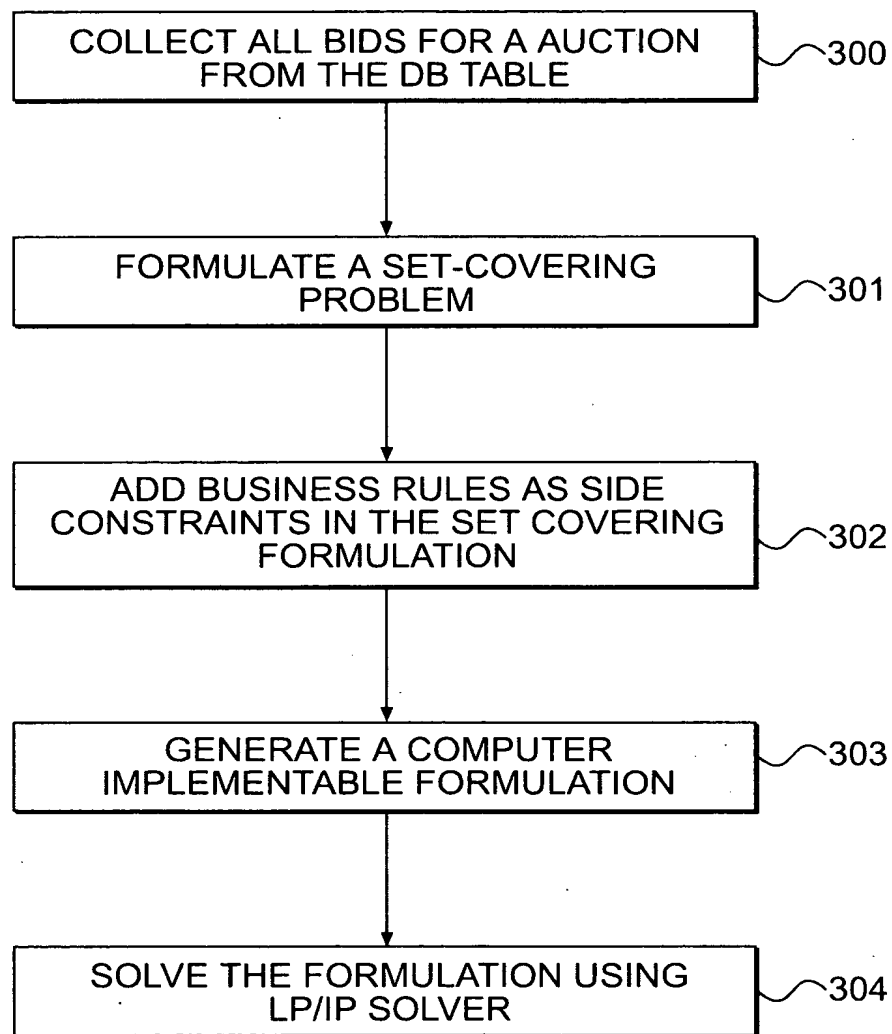 COLLECT ALL BIDS FOR A AUCTION
FROM THE DB TABLE
300
FORMULATE A SET-COVERING
PROBLEM
301
ADD BUSINESS RULES AS SIDE
CONSTRAINTS IN THE SET COVERING
FORMULATION
302
GENERATE A COMPUTER
IMPLEMENTABLE FORMULATION
303
SOLVE THE FORMULATION USING
LP/IP SOLVER
304